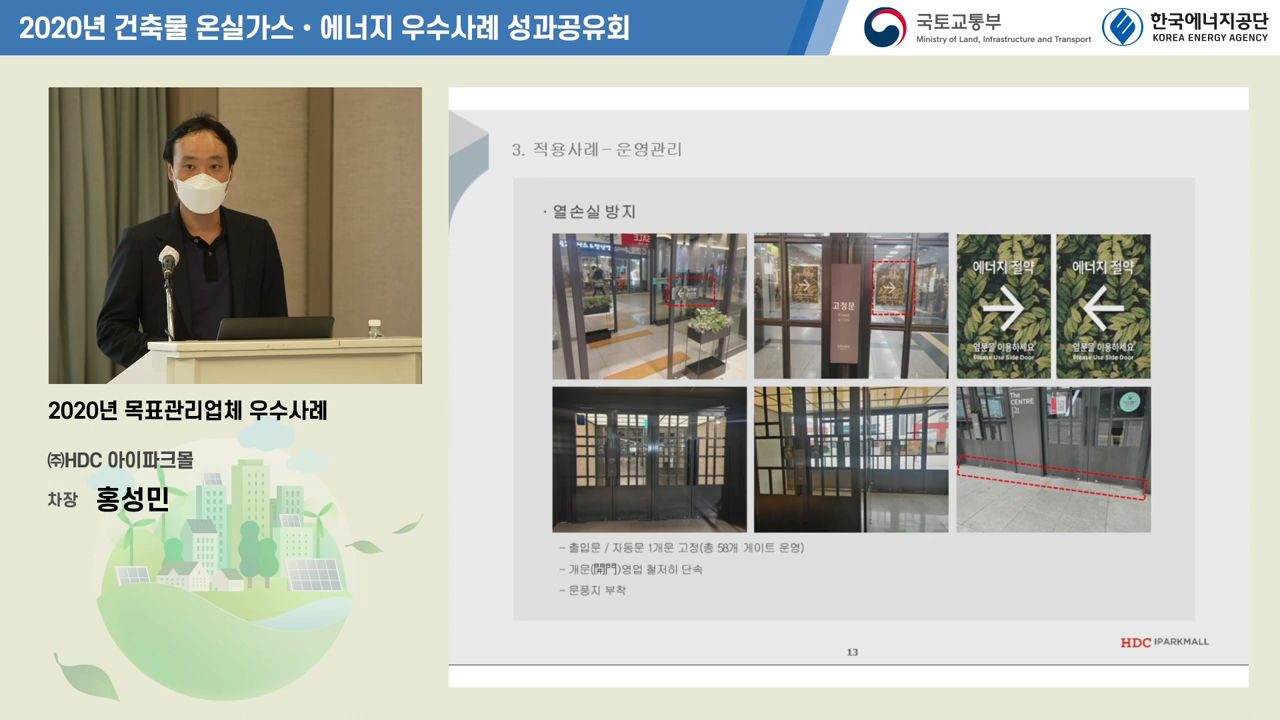 2020년 건축물 온실가스 · 에너지 우수사례 성과공유회
국토교통부
Ministry of Land, Infrastructure and Transport
한국에너지공단
KOREA ENERGY AGENCY
2020년 목표관리업체 우수사례
㈜HDC 아이파크몰
차장 홍성민
3. 적용사례 – 운영관리
· 열손실 방지
고정문
에너지 절약
옆문을 이용하세요
Please Use Side Door
에너지 절약
옆문을 이용하세요
Please Use Side Door
The
CENTRE
– 출입문 / 자동문 1개문 고정(총 58개 게이트 운영)
– 개문(開門)영업 철저히 단속
– 문풍지 부착
HDC IPARKMALL
13